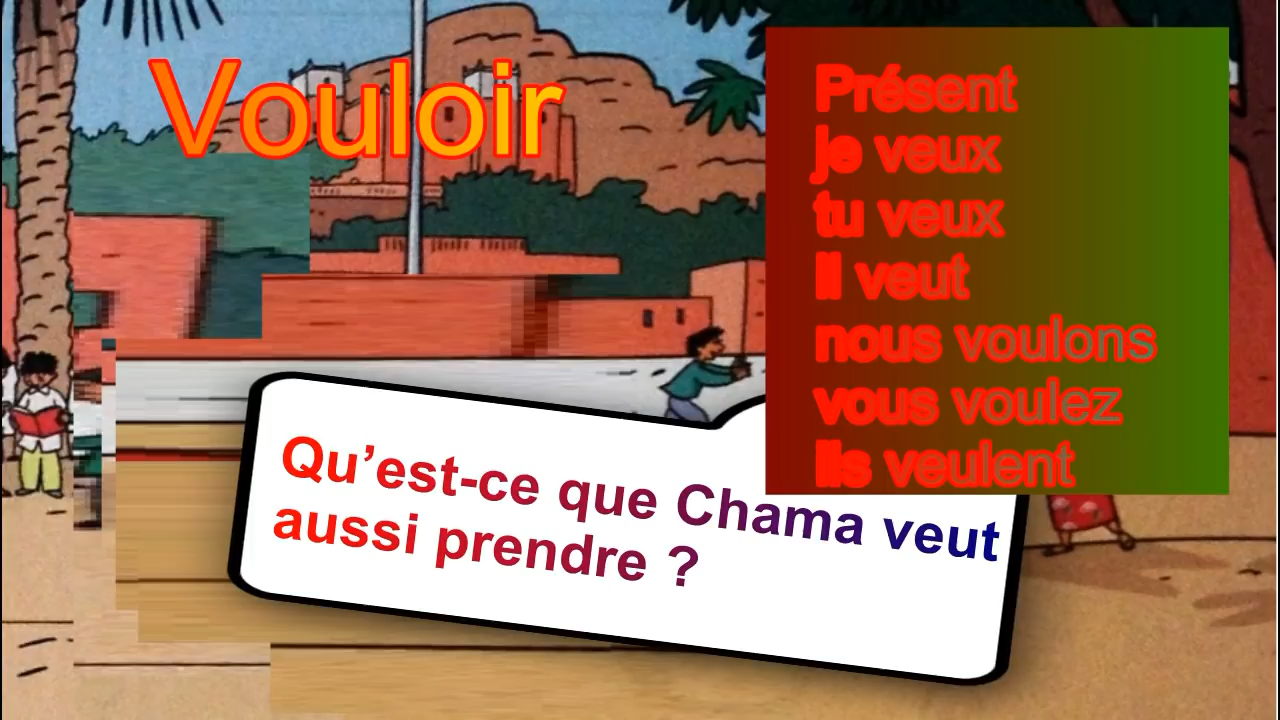 Vouloir
Présent
je veux
tu veux
Il veut
nous voulons
vous voulez
Ils veulent
Qu’est-ce que Chama veut
aussi prendre ?